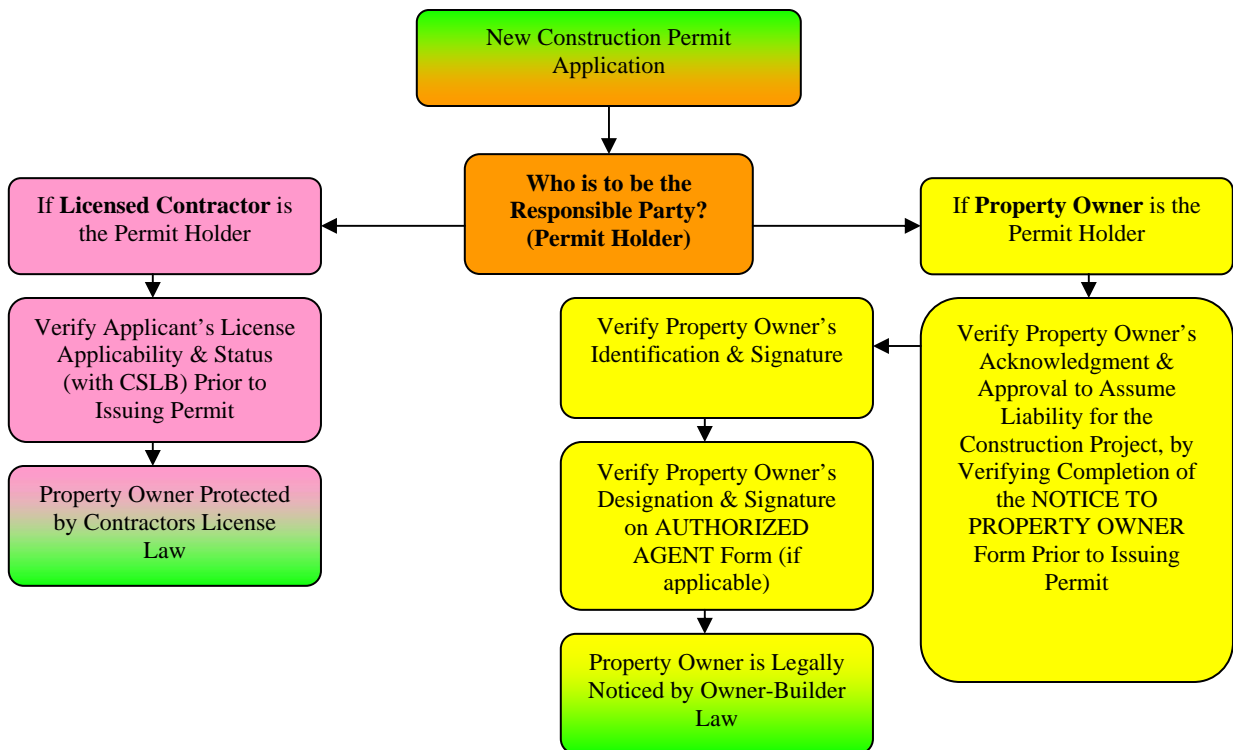 New Construction Permit
Application
Who is to be the
Responsible Party?
(Permit Holder)
If Licensed Contractor is
the Permit Holder
Verify Applicant’s License
Applicability & Status
(with CSLB) Prior to
Issuing Permit
Property Owner Protected
by Contractors License
Law
If Property Owner is the
Permit Holder
Verify Property Owner’s
Acknowledgment &
Approval to Assume
Liability for the
Construction Project, by
Verifying Completion of
the NOTICE TO
PROPERTY OWNER
Form Prior to Issuing
Permit
Verify Property Owner’s
Identification & Signature
Verify Property Owner’s
Designation & Signature
on AUTHORIZED
AGENT Form (if
applicable)
Property Owner is Legally
Noticed by Owner-Builder
Law